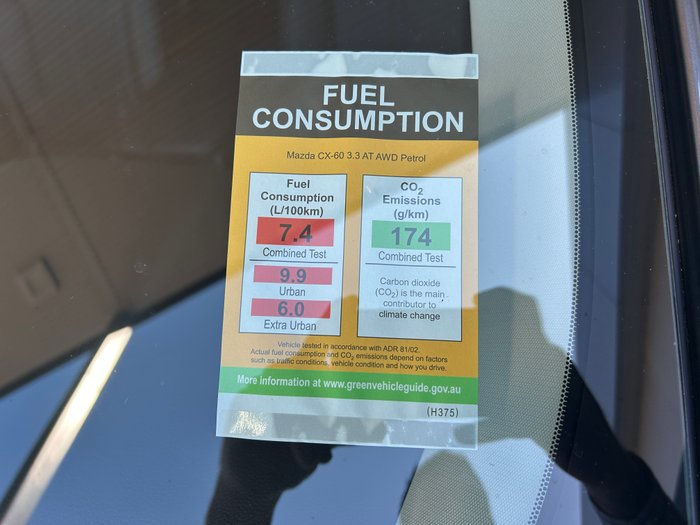 FUEL
CONSUMPTION
Mazda CX-60 3.3 AT AWD Petrol
Fuel
Consumption
(L/100km)
7.4
Combined Test
9.9
Urban
6.0
Extra Urban
CO2
Emissions
(g/km)
174
Combined Test
Carbon dioxide
(CO2) is the main
contributor to
climate change
Vehicle tested in accordance with ADR 81/02.
Actual fuel consumption and CO2 emissions depend on factors
such as traffic conditions, vehicle condition and how you drive.
More information at www.greenvehicleguide.gov.au
(H375)